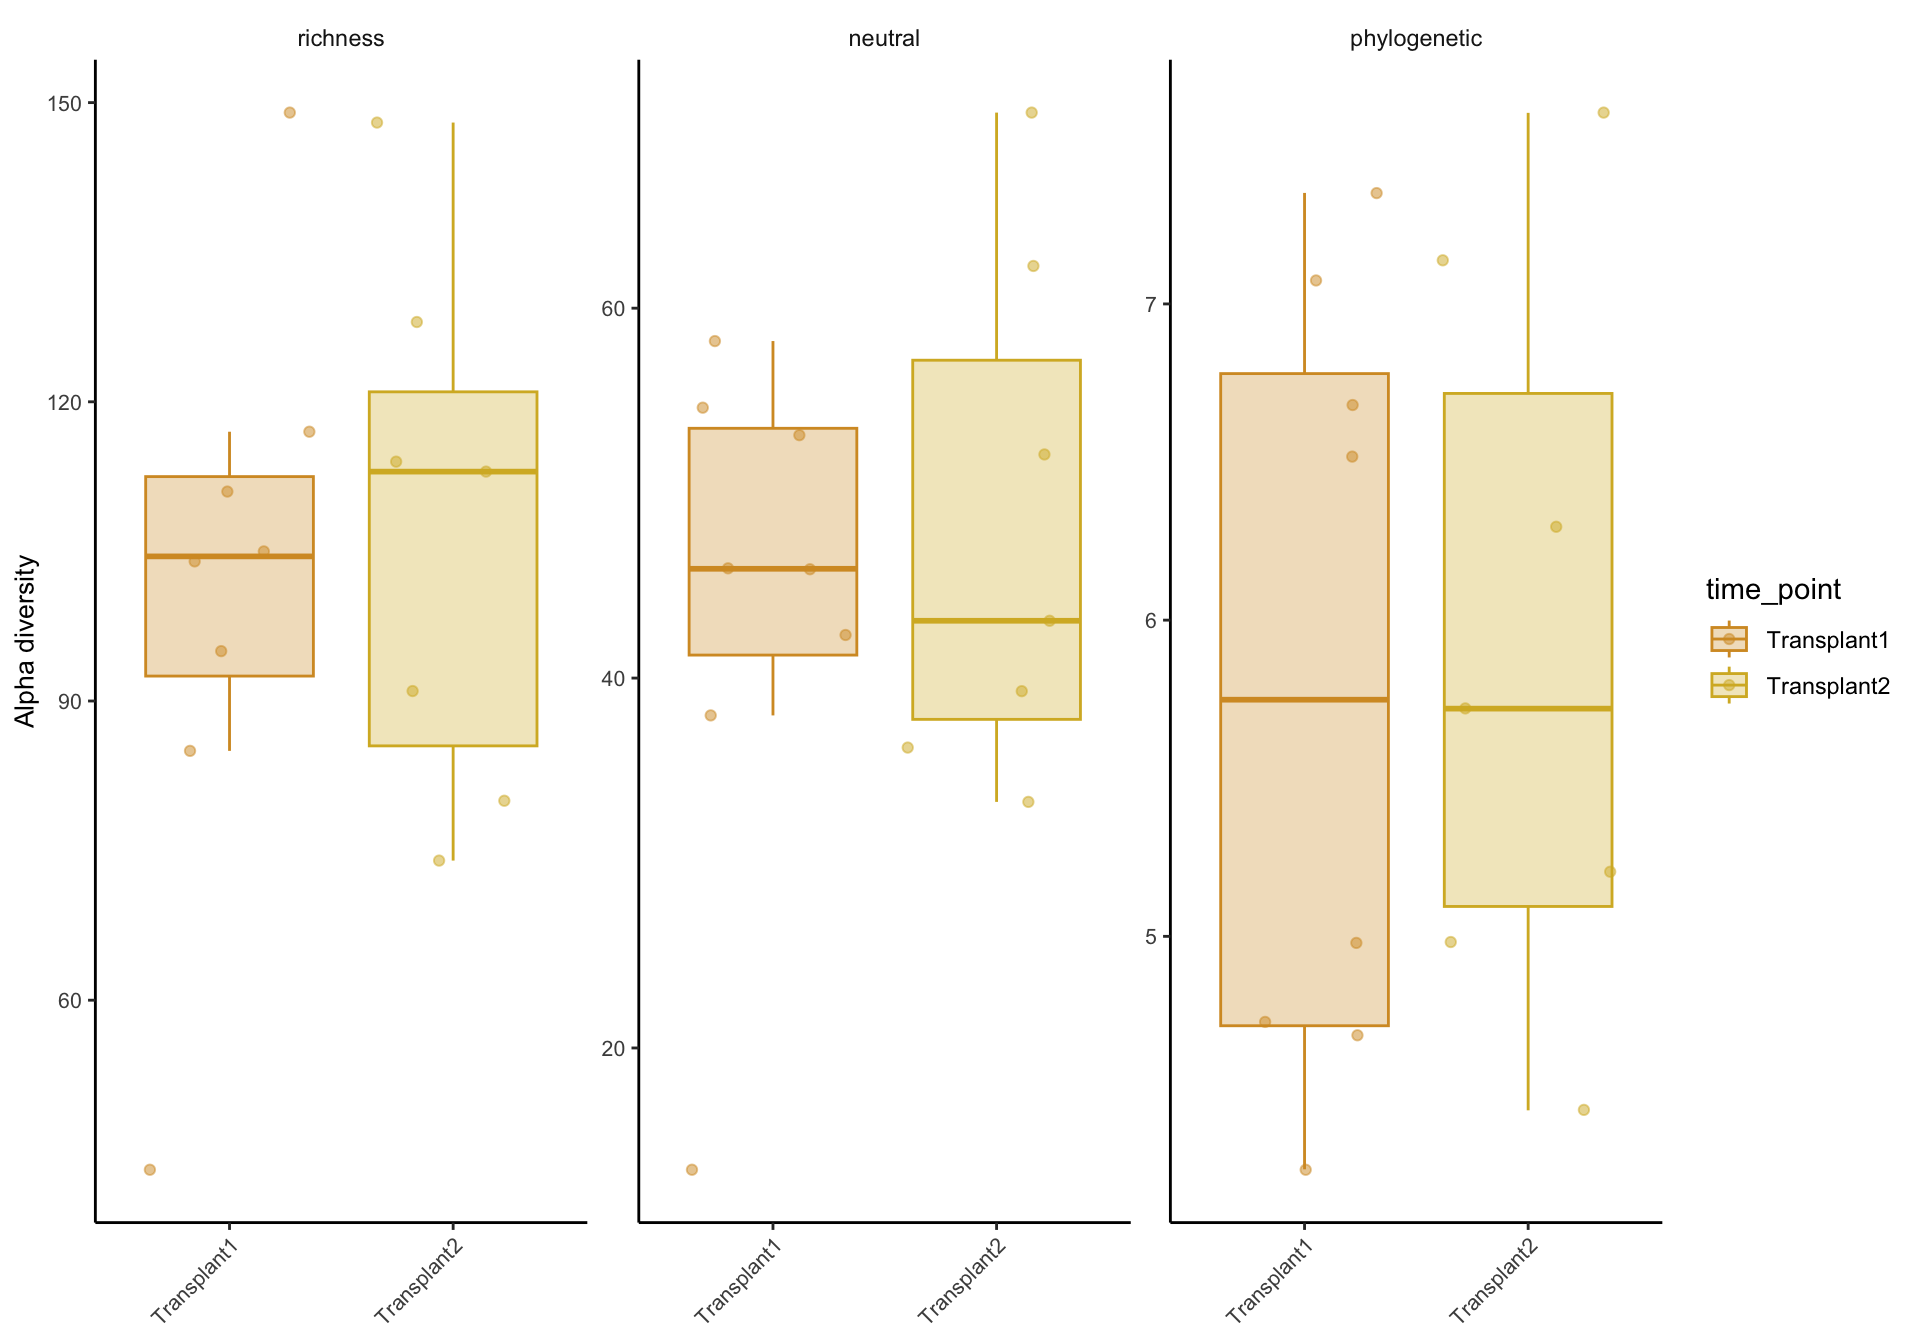 richness
neutral
phylogenetic
Alpha diversity
150
120
90
60
60
40
20
7
6
5
Transplant1
Transplant2
Transplant1
Transplant2
Transplant1
Transplant2
time_point
Transplant1
Transplant2